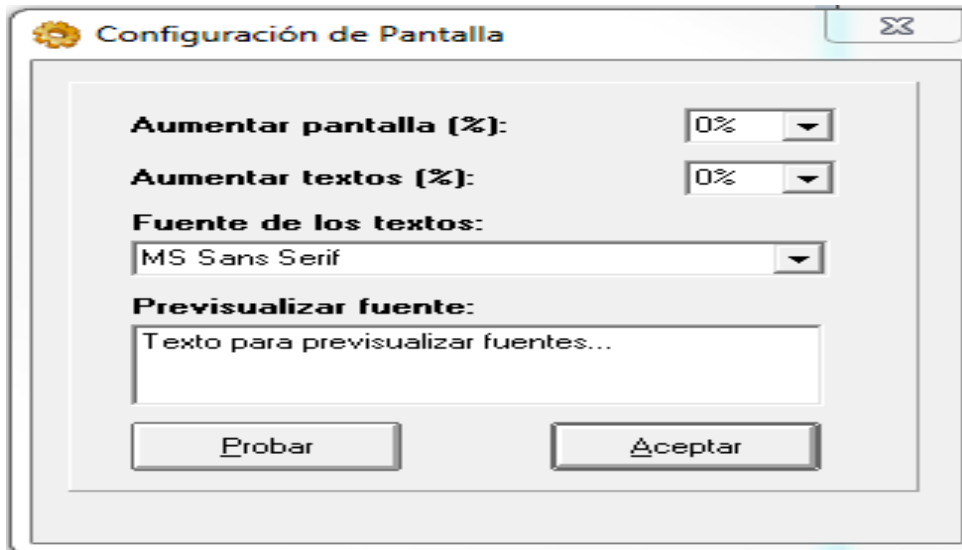 Configuración de Pantalla
Aumentar pantalla (%): 0%
Aumentar textos (%): 0%
Fuente de los textos:
MS Sans Serif
Previsualizar fuente:
Texto para previsualizar fuentes...
Probar Aceptar